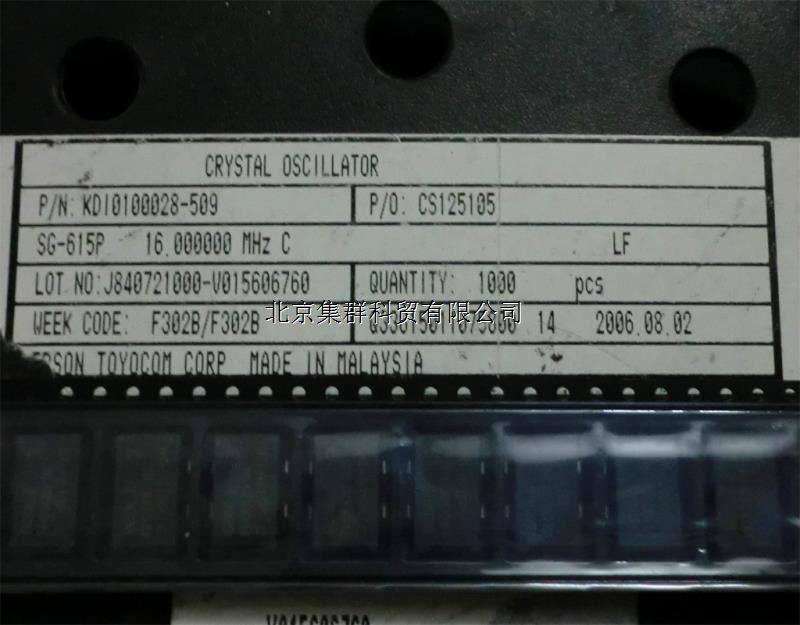 CRYSTAL OSCILLATOR
P/N: KDI0100028-509 P/O: CS125105
SG-615P 16.000000 MHz C LF
LOT NO:J840721000-V015606760 QUANTITY: 1000 pcs
北京集群科贸有限公司
WEEK CODE: F302B/F302B 14 2006.08.02
TOYOCOM CORP MADE IN MALAYSIA